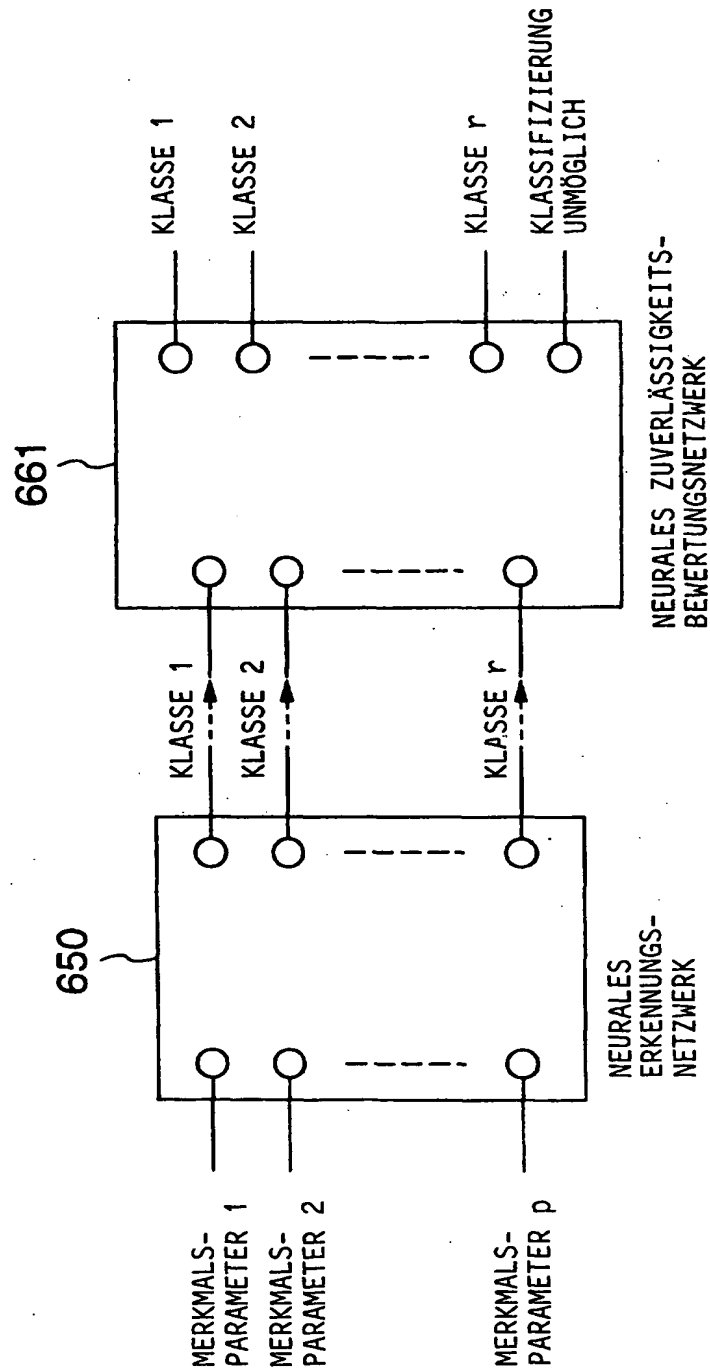 MERKMALS-
PARAMETER 1
MERKMALS-
PARAMETER 2
MERKMALS-
PARAMETER p
650
NEURALES
ERKENNUNGS-
NETZWERK
KLASSE 1
KLASSE 2
KLASSE r
661
NEURALES ZUVERLÄSSIGKEITS-
BEWERTUNGSNETZWERK
KLASSE 1
KLASSE 2
KLASSE r
KLASSIFIZIERUNG
UNMÖGLICH